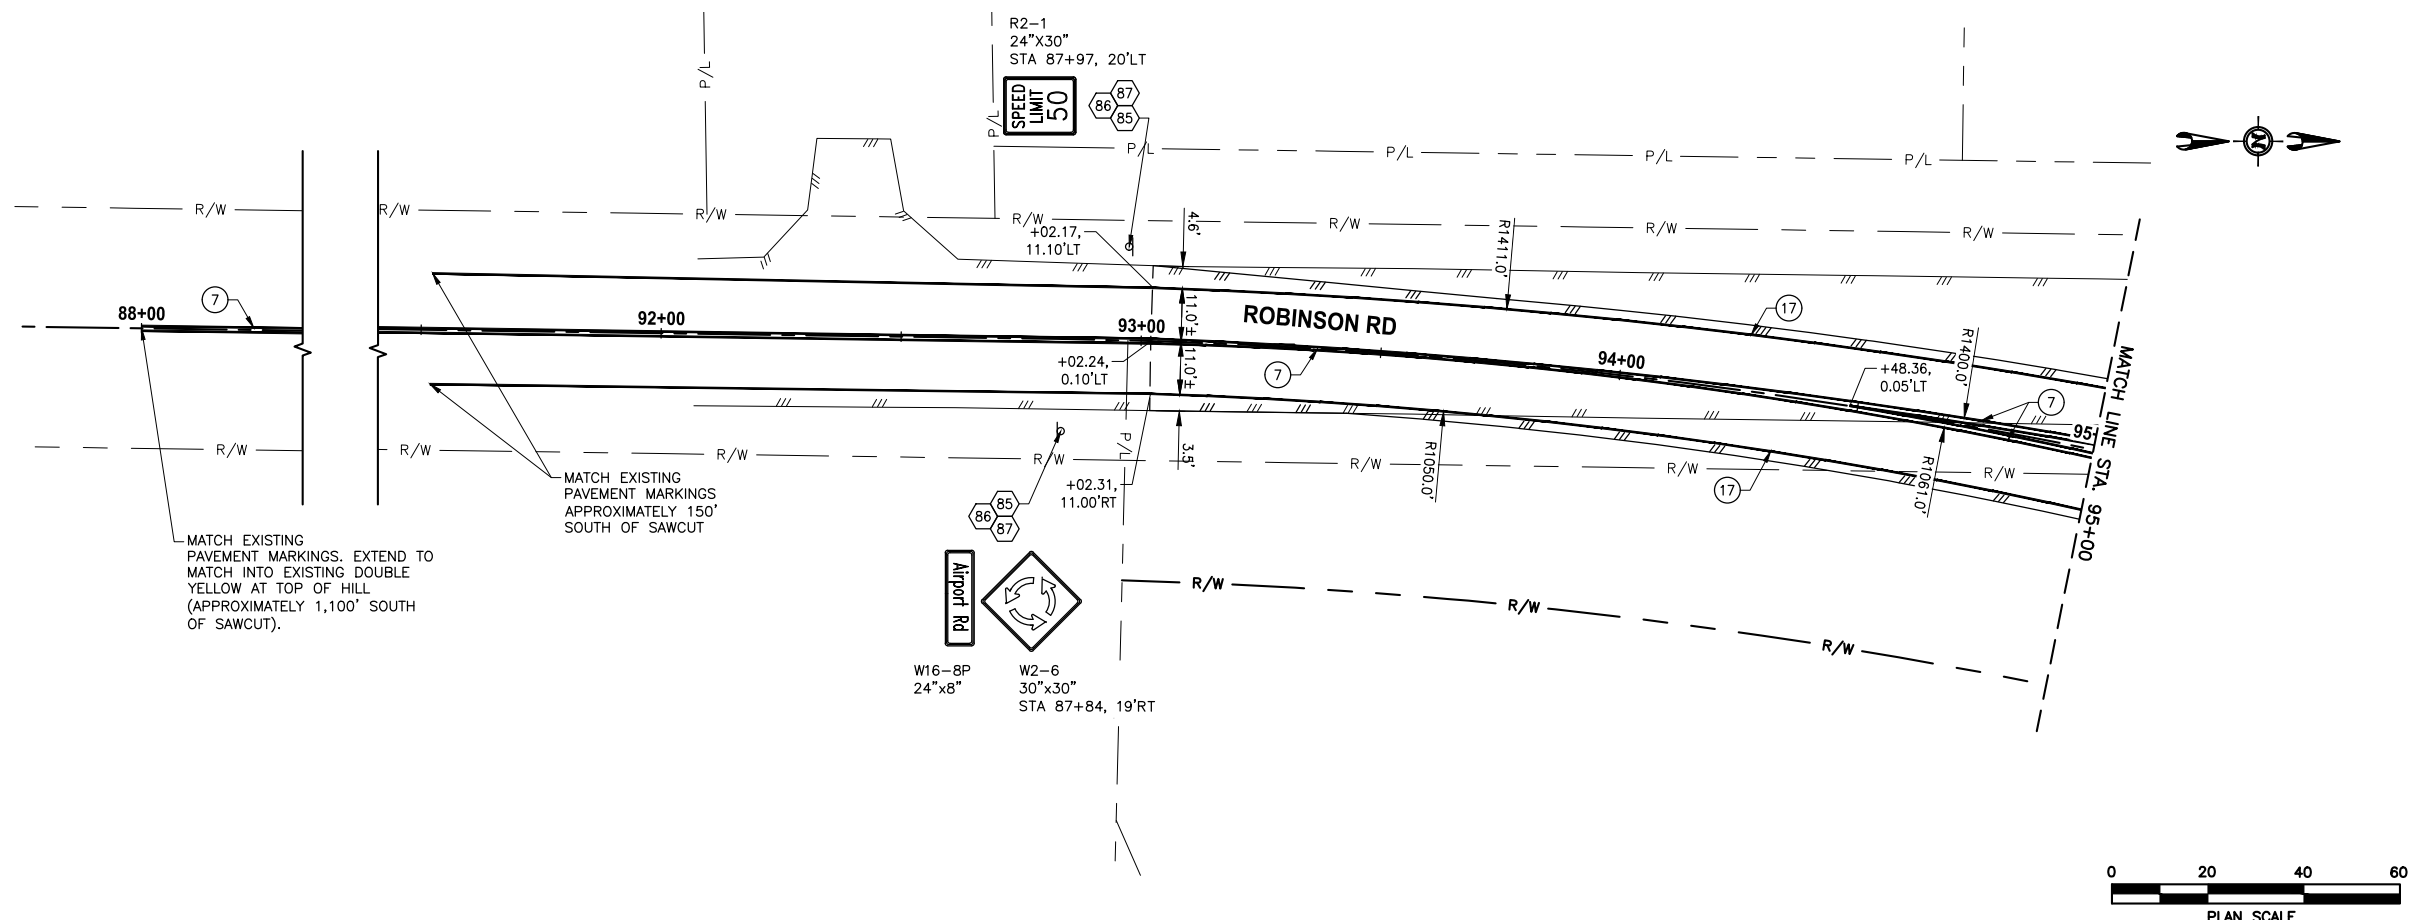 R2-1
24"X30"
STA 87+97, 20'LT
SPEED
LIMIT
50
87
86
85
P/L
P/L
P/L
P/L
P/L
P/L
N
R/W
R/W
R/W
R/W
R/W
R/W
R/W
+02.17,
11.10'LT
4.6'
R1411.0'
88+00
7
92+00
93+00
11.0'±
11.0'±
ROBINSON RD
17
94+00
R1400.0'
+02.24,
0.10'LT
7
+48.36,
0.05'LT
7
95+
MATCH LINE STA. 95+00
R/W
R/W
R/W
R/W
R/W
R/W
R/W
P/L
3.5'
R1050.0'
R1061.0'
17
+02.31,
11.00'RT
MATCH EXISTING
PAVEMENT MARKINGS
APPROXIMATELY 150'
SOUTH OF SAWCUT
85
86
87
MATCH EXISTING
PAVEMENT MARKINGS. EXTEND TO
MATCH INTO EXISTING DOUBLE
YELLOW AT TOP OF HILL
(APPROXIMATELY 1,100' SOUTH
OF SAWCUT).
Airport Rd
R/W
R/W
R/W
W16-8P
24"x8"
W2-6
30"x30"
STA 87+84, 19'RT
0 20 40 60
PLAN SCALE